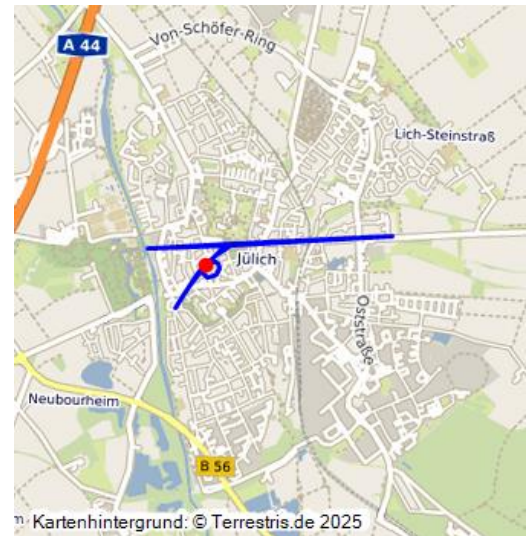 A 44
Von-Schöfer-Ring
Lich-Steinstraß
Jülich
Oststraße
Neubourheim
B 56
m
Kartenhintergrund: © Terrestris.de 2025